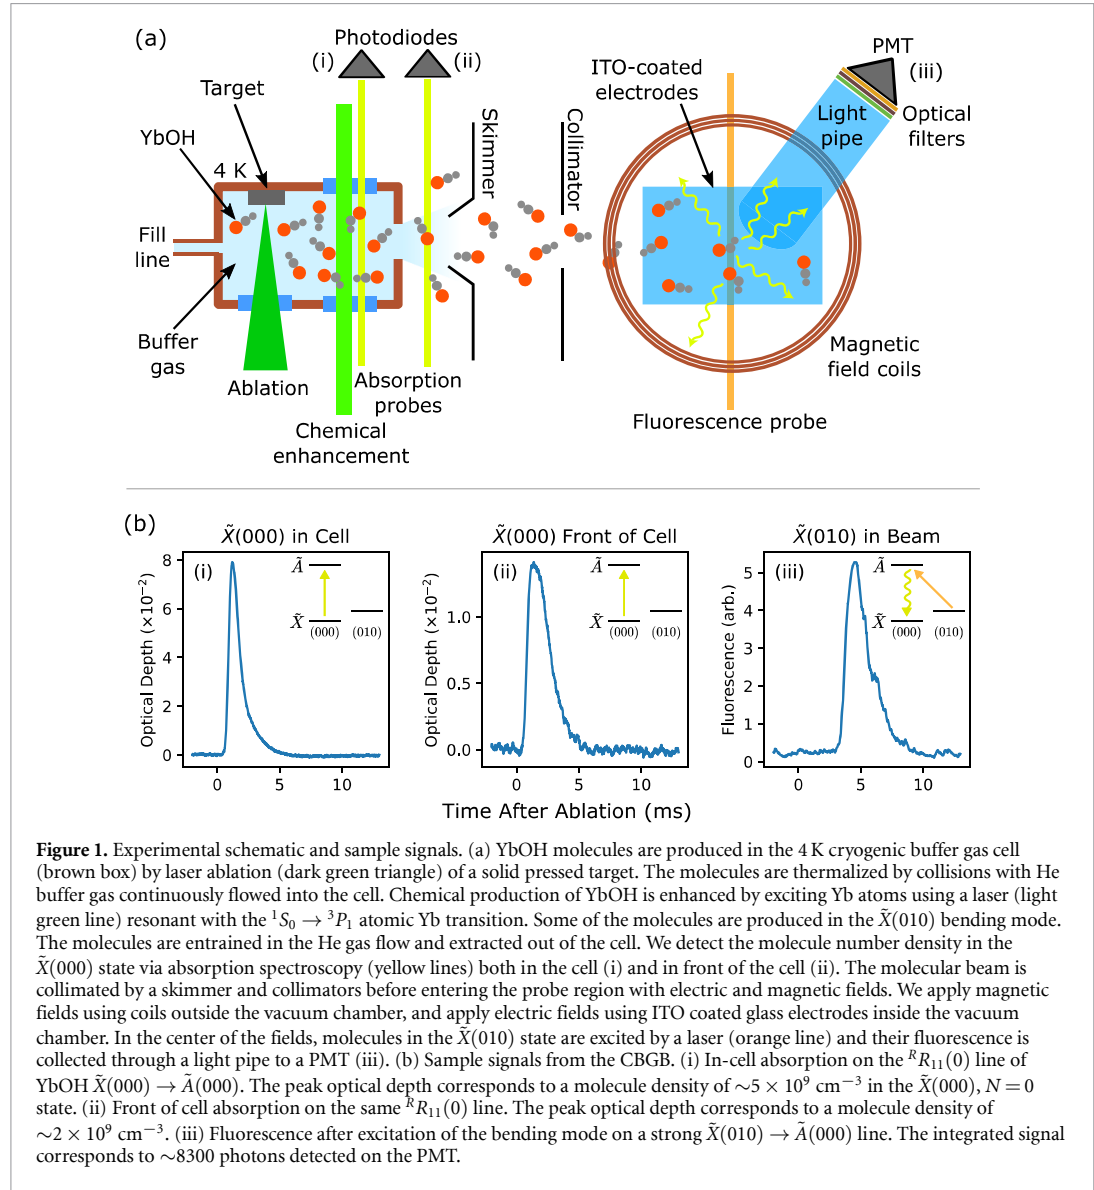 (a)
Photodiodes
(i)
(ii)
Target
YbOH
4 K
Fill
line
Buffer
gas
Ablation
Chemical
enhancement
Absorption
probes
Skimmer
Collimator
ITO-coated
electrodes
PMT
(iii)
Light
pipe
Optical
filters
Magnetic
field coils
Fluorescence probe
(b)
X̃(000) in Cell
(i)
Optical Depth (×10⁻²)
8
6
4
2
0
0
5
10
Ã
X̃
(000)
(010)
X̃(000) Front of Cell
(ii)
Optical Depth (×10⁻²)
1.0
0.5
0.0
0
5
10
Ã
X̃
(000)
(010)
X̃(010) in Beam
(iii)
Fluorescence (arb.)
5
4
3
2
1
0
0
5
10
Ã
X̃
(000)
(010)
Time After Ablation (ms)
Figure 1. Experimental schematic and sample signals. (a) YbOH molecules are produced in the 4 K cryogenic buffer gas cell
(brown box) by laser ablation (dark green triangle) of a solid pressed target. The molecules are thermalized by collisions with He
buffer gas continuously flowed into the cell. Chemical production of YbOH is enhanced by exciting Yb atoms using a laser (light
green line) resonant with the ¹S₀ → ³P₁ atomic Yb transition. Some of the molecules are produced in the X̃(010) bending mode.
The molecules are entrained in the He gas flow and extracted out of the cell. We detect the molecule number density in the
X̃(000) state via absorption spectroscopy (yellow lines) both in the cell (i) and in front of the cell (ii). The molecular beam is
collimated by a skimmer and collimators before entering the probe region with electric and magnetic fields. We apply magnetic
fields using coils outside the vacuum chamber, and apply electric fields using ITO coated glass electrodes inside the vacuum
chamber. In the center of the fields, molecules in the X̃(010) state are excited by a laser (orange line) and their fluorescence is
collected through a light pipe to a PMT (iii). (b) Sample signals from the CBGB. (i) In-cell absorption on the ᴿR₁₁(0) line of
YbOH X̃(000) → Ã(000). The peak optical depth corresponds to a molecule density of ∼5 × 10⁹ cm⁻³ in the X̃(000), N = 0
state. (ii) Front of cell absorption on the same ᴿR₁₁(0) line. The peak optical depth corresponds to a molecule density of
∼2 × 10⁹ cm⁻³. (iii) Fluorescence after excitation of the bending mode on a strong X̃(010) → Ã(000) line. The integrated signal
corresponds to ∼8300 photons detected on the PMT.